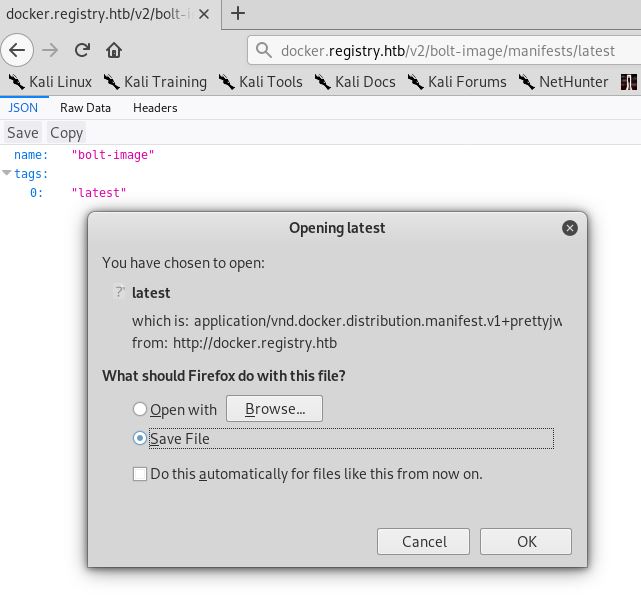 docker.registry.htb/v2/bolt-i
docker.registry.htb/v2/bolt-image/manifests/latest
Kali Linux Kali Training Kali Tools Kali Docs Kali Forums NetHunter
JSON Raw Data Headers
Save Copy
name: "bolt-image"
tags:
0: "latest"
Opening latest
You have chosen to open:
latest
which is: application/vnd.docker.distribution.manifest.v1+prettyjw
from: http://docker.registry.htb
What should Firefox do with this file?
Open with Browse...
Save File
Do this automatically for files like this from now on.
Cancel OK